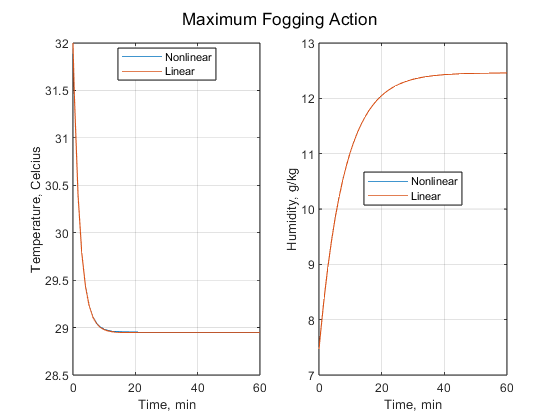 Maximum Fogging Action
32
31.5
31
30.5
30
29.5
29
28.5
0
20
40
60
Temperature, Celcius
Time, min
Nonlinear
Linear
13
12
11
10
9
8
7
0
20
40
60
Humidity, g/kg
Time, min
Nonlinear
Linear